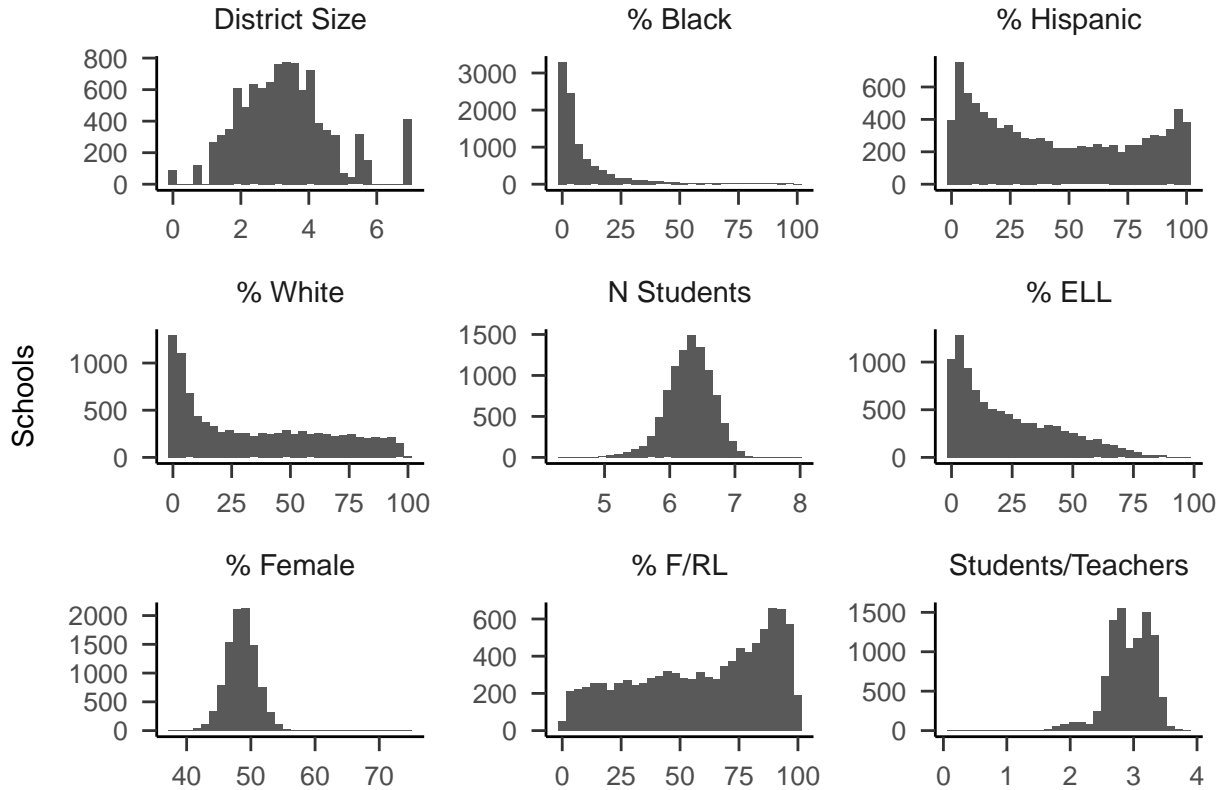 District Size
% Black
% Hispanic
800
600
400
200
0
0 2 4 6
3000
2000
1000
0
0 25 50 75 100
600
400
200
0
0 25 50 75 100
% White
N Students
% ELL
Schools
1000
500
0
0 25 50 75 100
1500
1000
500
0
5 6 7 8
1000
500
0
0 25 50 75 100
% Female
% F/RL
Students/Teachers
2000
1500
1000
500
0
40 50 60 70
600
400
200
0
0 25 50 75 100
1500
1000
500
0
0 1 2 3 4